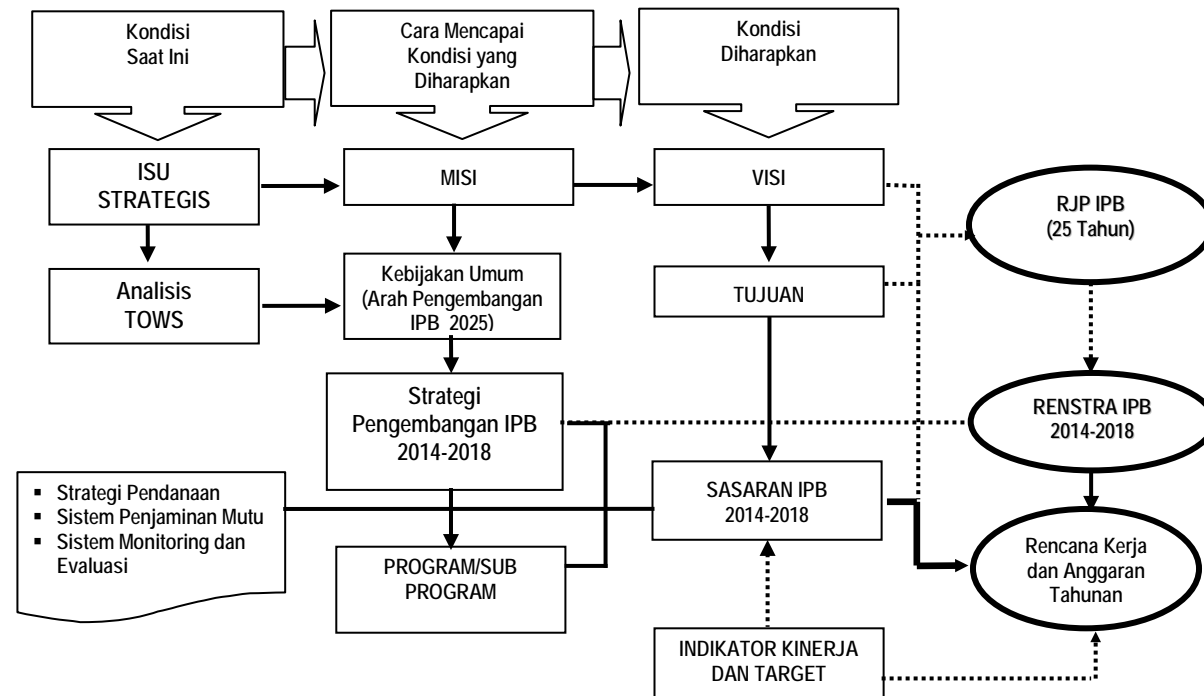 Kondisi
Saat Ini
Cara Mencapai
Kondisi yang
Diharapkan
Kondisi
Diharapkan
ISU
STRATEGIS
MISI
VISI
RJP IPB
(25 Tahun)
Analisis
TOWS
Kebijakan Umum
(Arah Pengembangan
IPB 2025)
TUJUAN
Strategi
Pengembangan IPB
2014-2018
RENSTRA IPB
2014-2018
▪ Strategi Pendanaan
▪ Sistem Penjaminan Mutu
▪ Sistem Monitoring dan
Evaluasi
SASARAN IPB
2014-2018
PROGRAM/SUB
PROGRAM
Rencana Kerja
dan Anggaran
Tahunan
INDIKATOR KINERJA
DAN TARGET